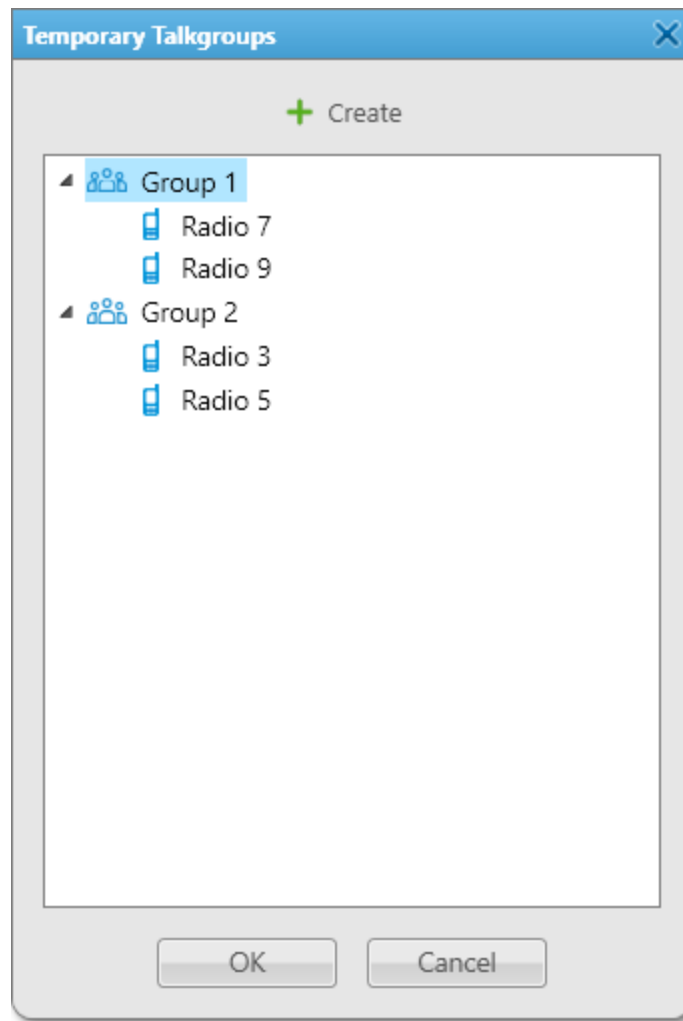 Temporary Talkgroups
Create
Group 1
Radio 7
Radio 9
Group 2
Radio 3
Radio 5
OK Cancel